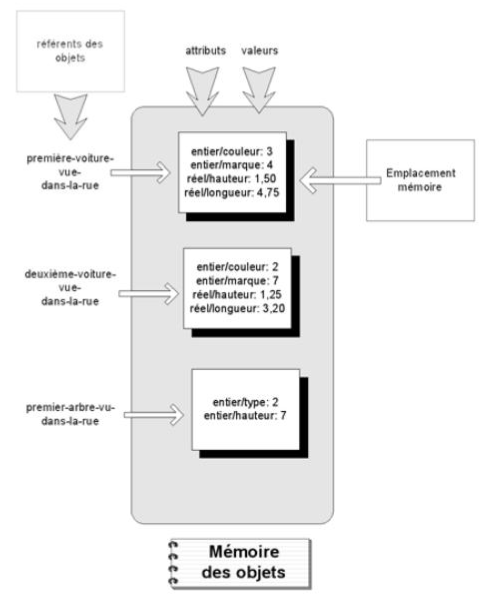 référents des
objets
attributs valeurs
première-voiture-
vue-
dans-la-rue
entier/couleur: 3
entier/marque: 4
réel/hauteur: 1,50
réel/longueur: 4,75
Emplacement
mémoire
deuxième-voiture-
vue-
dans-la-rue
entier/couleur: 2
entier/marque: 7
réel/hauteur: 1,25
réel/longueur: 3,20
premier-arbre-vu-
dans-la-rue
entier/type: 2
entier/hauteur: 7
Mémoire
des objets